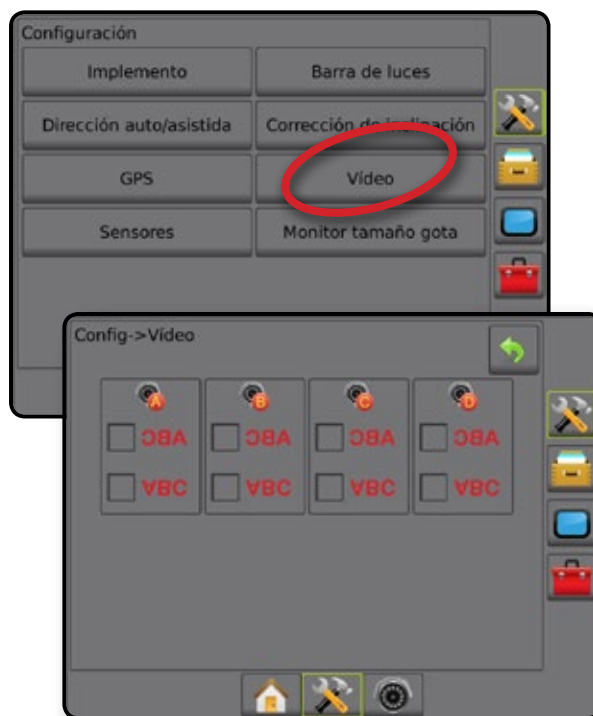 Configuración
Implemento Barra de luces
Dirección auto/asistida Corrección de inclinación
GPS Vídeo
Sensores Monitor tamaño gota
Config->Vídeo
A B C D
ABC ABC ABC ABC
ABC ABC ABC ABC